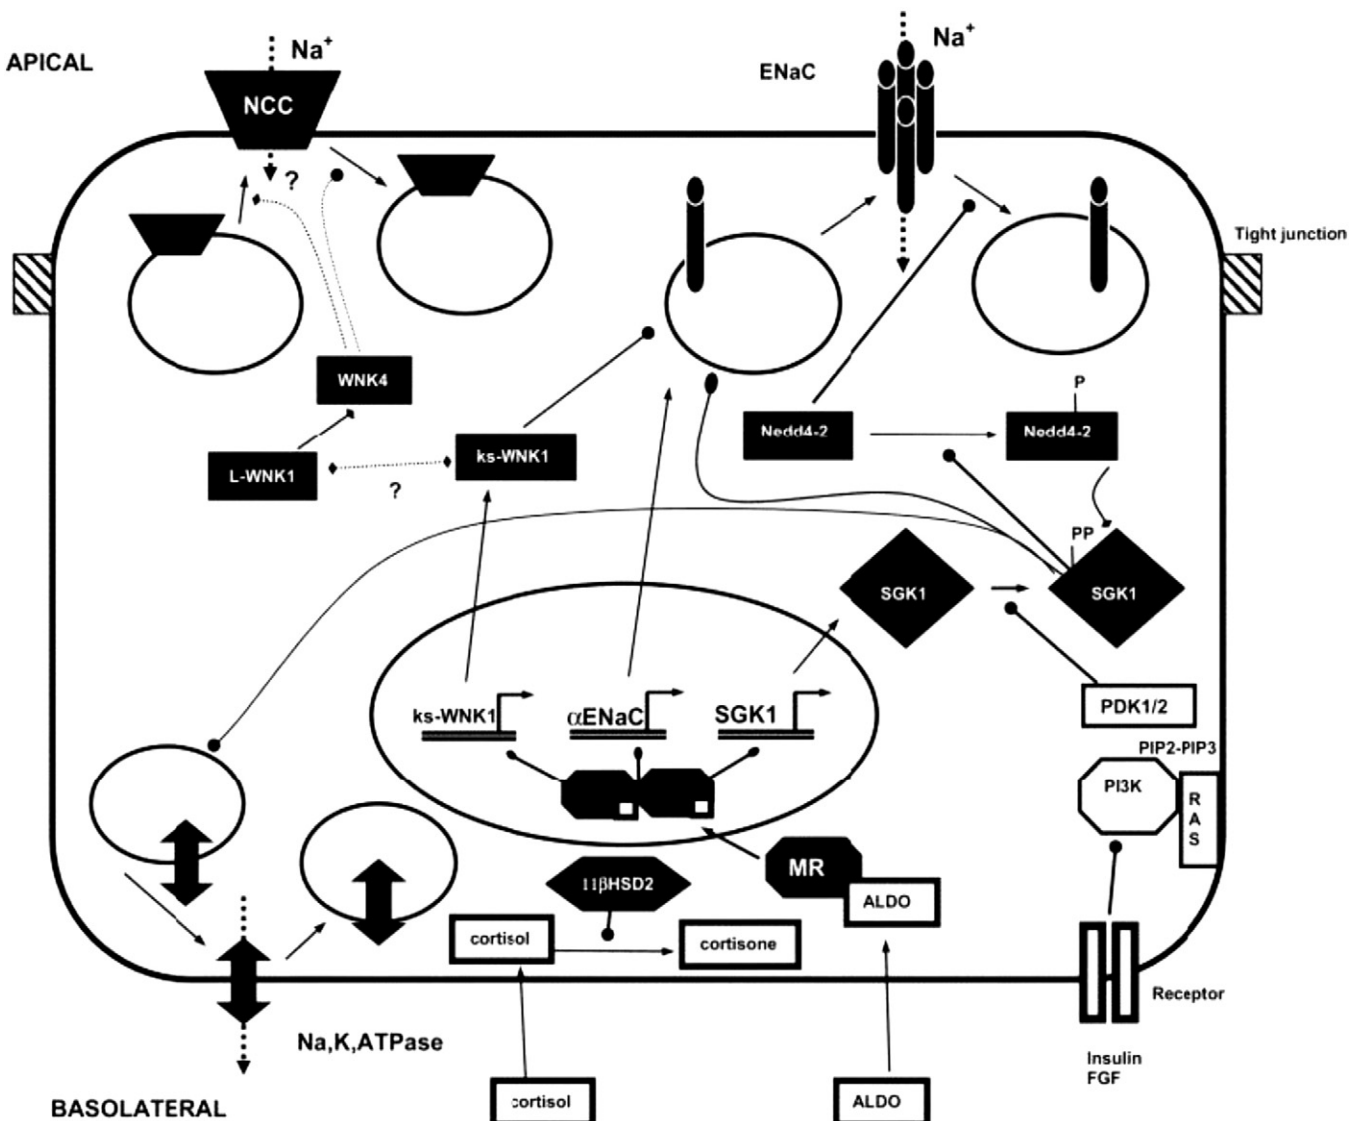 Na+
Na+
APICAL
ENaC
NCC
?
Tight junction
WNK4
P
Nedd4-2
Nedd4-2
ks-WNK1
L-WNK1
?
PP
SGK1
SGK1
PDK1/2
ks-WNK1
αENaC
SGK1
PIP2-PIP3
PI3K
RAS
MR
11βHSD2
ALDO
cortisol
cortisone
Receptor
Na,K,ATPase
Insulin
FGF
cortisol
ALDO
BASOLATERAL